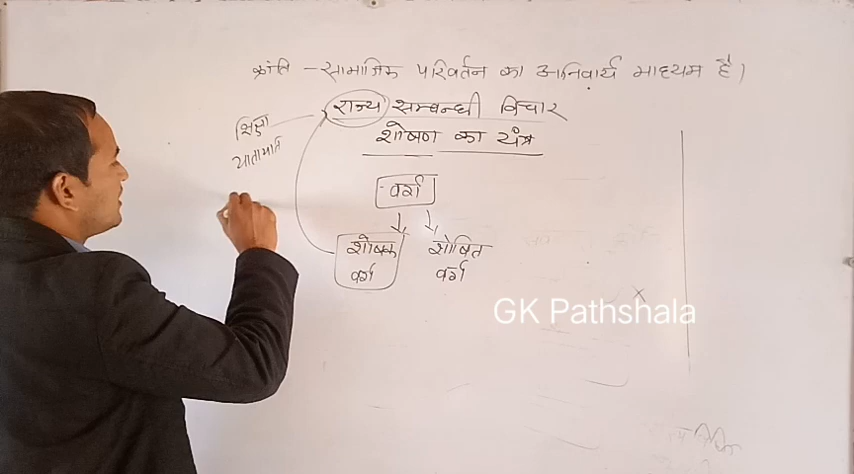 क्रांति - सामाजिक परिवर्तन का अनिवार्य माध्यम है।
राज्य सम्बन्धी विचार
शोषण का यंत्र
शिक्षा
यातायात
वर्ग
शोषक शोषित
वर्ग वर्ग
GK Pathshala